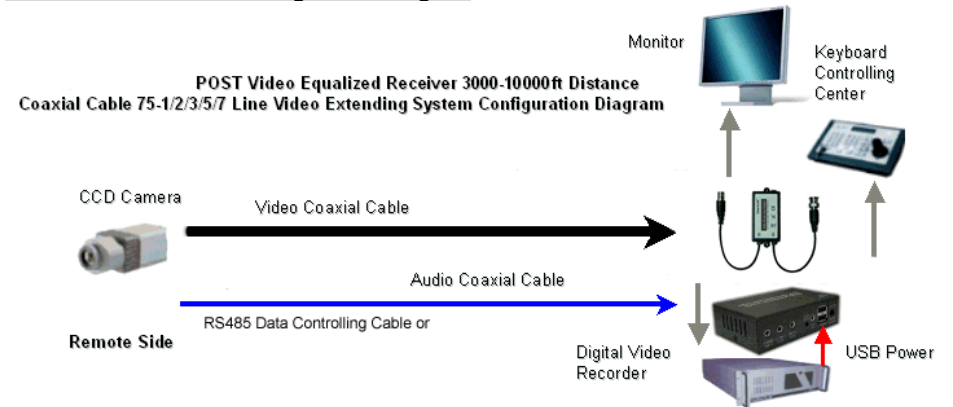 Monitor
Keyboard
Controlling
Center
POST Video Equalized Receiver 3000-10000ft Distance
Coaxial Cable 75-1/2/3/5/7 Line Video Extending System Configuration Diagram
CCD Camera
Video Coaxial Cable
Audio Coaxial Cable
RS485 Data Controlling Cable or
Remote Side
Digital Video
Recorder
USB Power